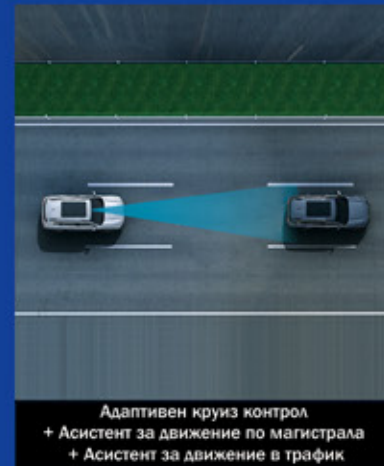 Адаптивен круиз контрол
+ Асистент за движение по магистрала
+ Асистент за движение в трафик